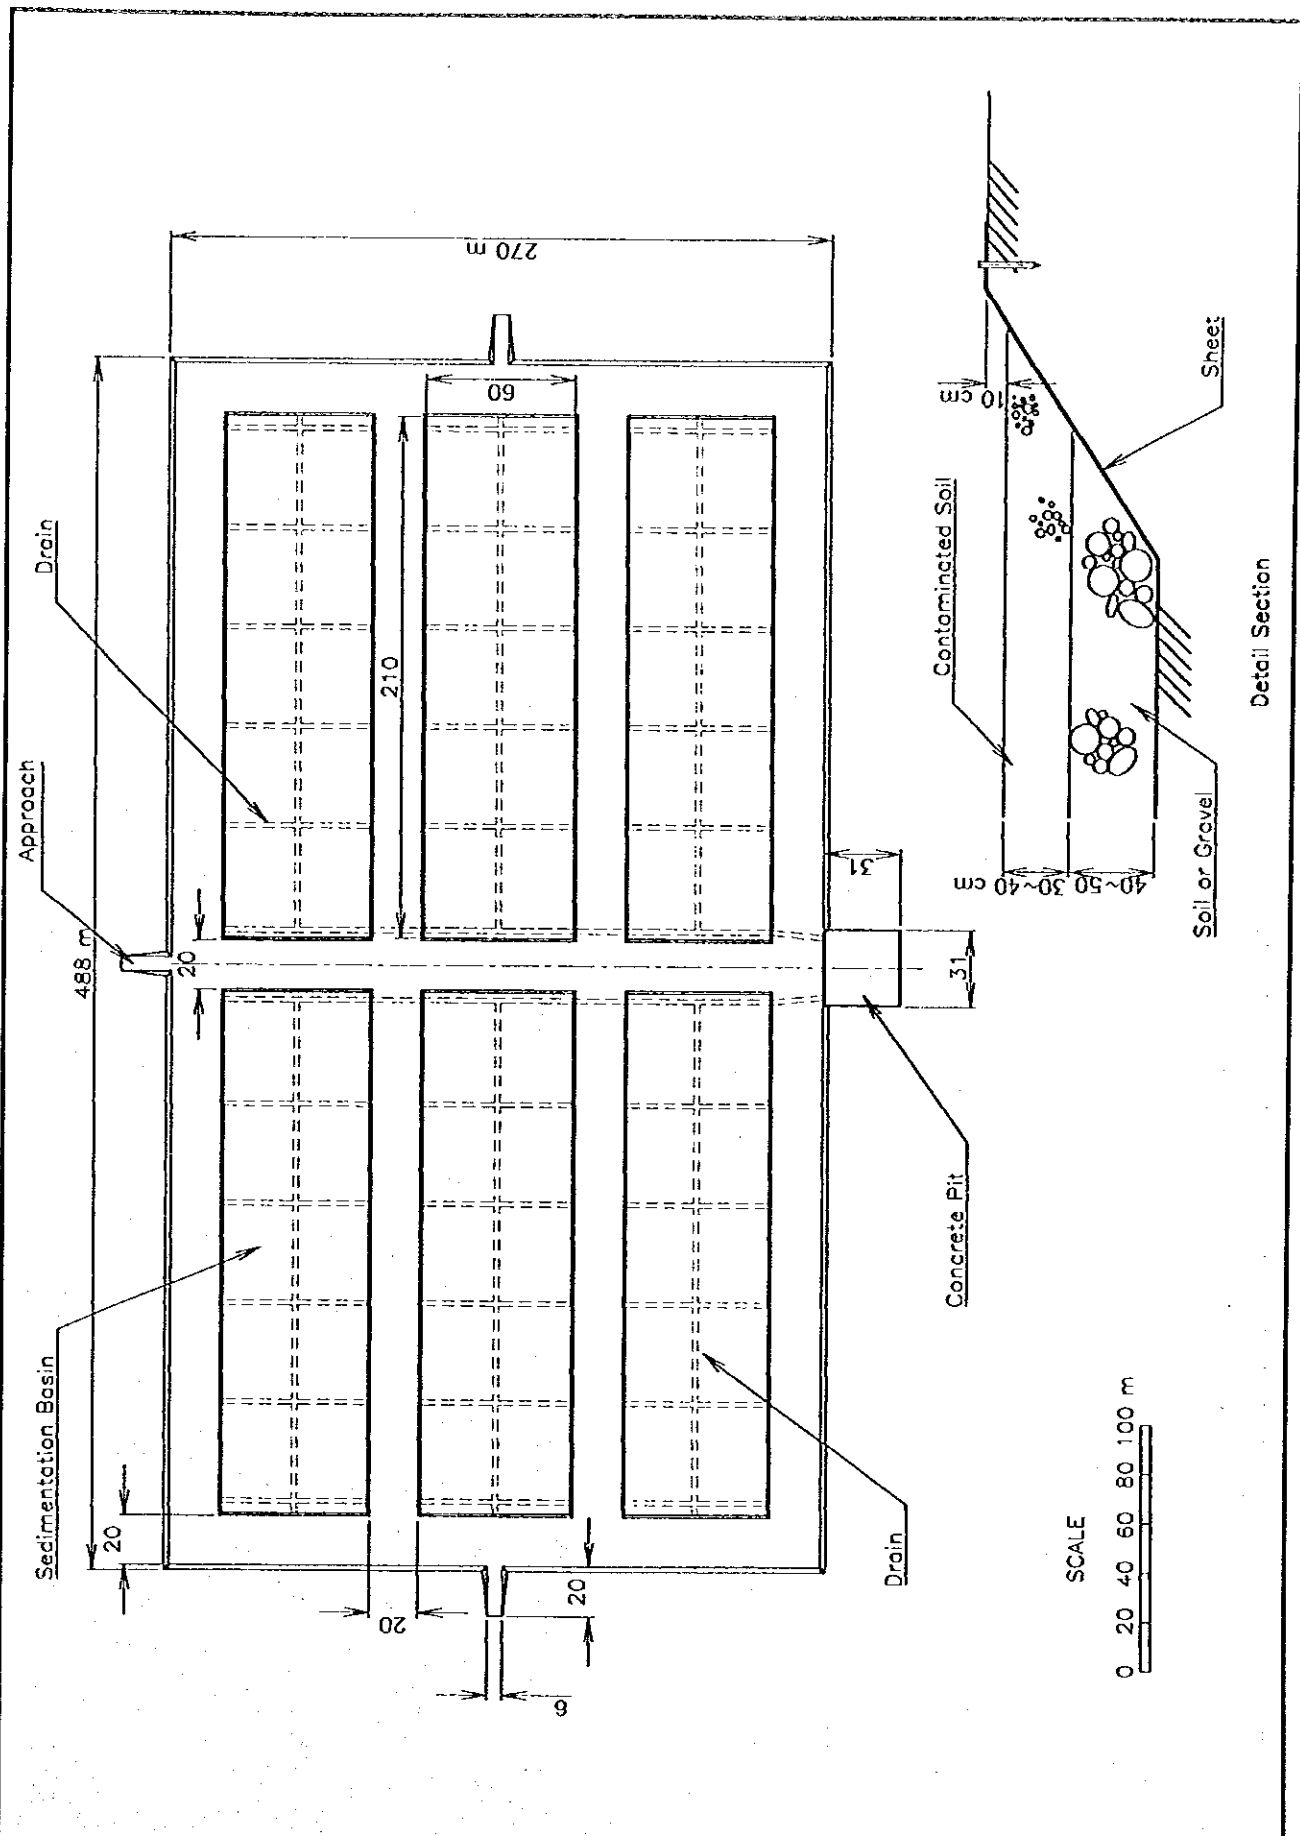 488 m
Sedimentation Basin
Approach
Drain
20
20
210
60
270 m
20
20
6
31
31
Drain
Concrete Pit
Contaminated Soil
10 cm
30~40 cm
40~50
Soil or Gravel
Sheet
SCALE
0 20 40 60 80 100 m
Detail Section